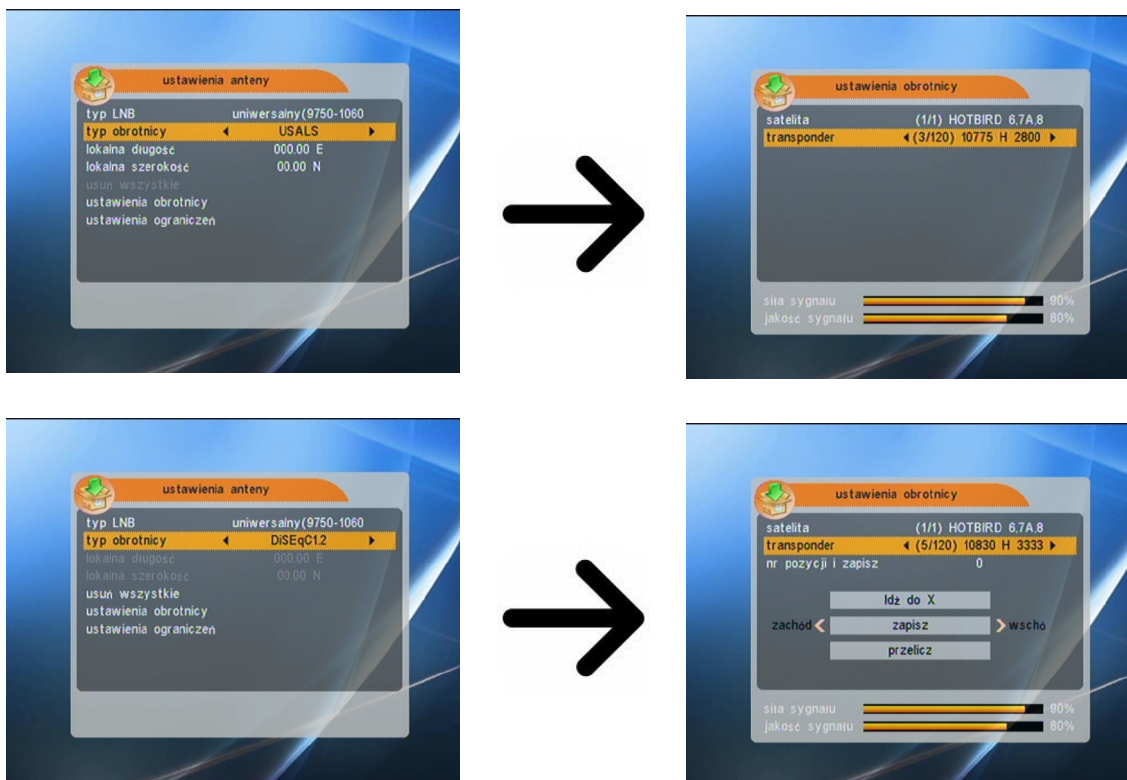 ustawienia anteny
typ LNB uniwersalny(9750-1060
typ obrotnicy USALS
lokalna długość 000.00 E
lokalna szerokość 00.00 N
usuń wszystkie
ustawienia obrotnicy
ustawienia ograniczeń
ustawienia obrotnicy
satelita (1/1) HOTBIRD 6,7A,8
transponder (3/120) 10775 H 2800
siła sygnału 90%
jakość sygnału 80%
ustawienia anteny
typ LNB uniwersalny(9750-1060
typ obrotnicy DiSEqC1.2
lokalna długość 000.00 E
lokalna szerokość 00.00 N
usuń wszystkie
ustawienia obrotnicy
ustawienia ograniczeń
ustawienia obrotnicy
satelita (1/1) HOTBIRD 6,7A,8
transponder (5/120) 10830 H 3333
nr pozycji i zapisz 0
Idź do X
zachód zapisz wschó
przelicz
siła sygnału 90%
jakość sygnału 80%